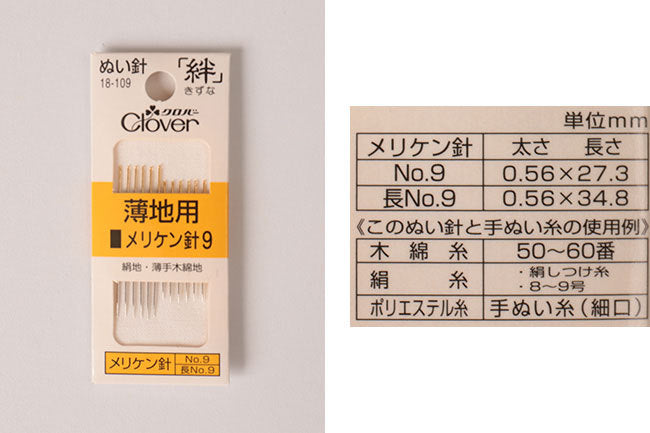 ぬい針
18-109
「絆」
きずな
クロバー
Clover
薄地用
メリケン針9
絹地・薄手木綿地
メリケン針 No.9
長No.9
単位mm
メリケン針 太さ 長さ
No.9 0.56×27.3
長No.9 0.56×34.8
《このぬい針と手ぬい糸の使用例》
木綿糸 50〜60番
絹糸 ・絹しつけ糸
・8〜9号
ポリエステル糸 手ぬい糸(細口)